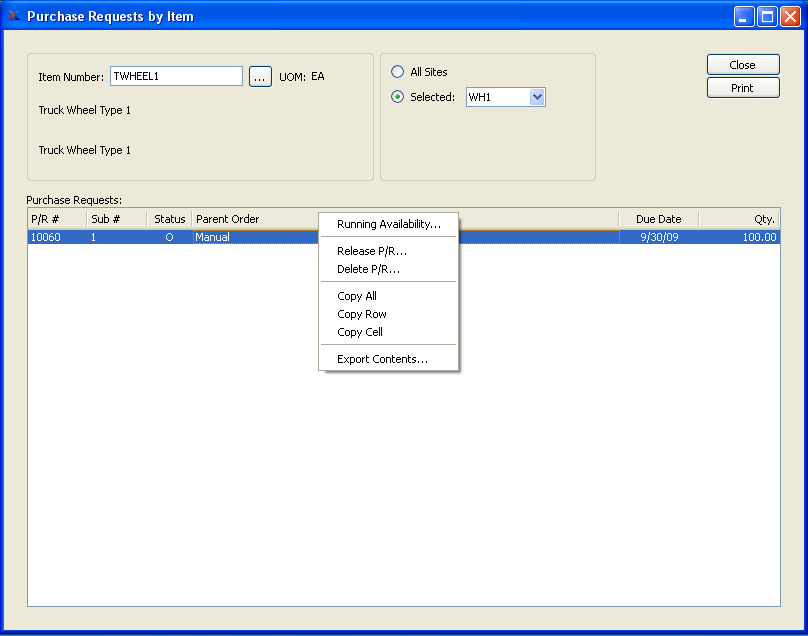 Purchase Requests by Item
Item Number: TWHEEL1 ... UOM: EA
Truck Wheel Type 1
Truck Wheel Type 1
All Sites
Selected: WH1
Close
Print
Purchase Requests:
P/R # Sub # Status Parent Order Due Date Qty.
10060 1 O Manual 9/30/09 100.00
Running Availability...
Release P/R...
Delete P/R...
Copy All
Copy Row
Copy Cell
Export Contents...